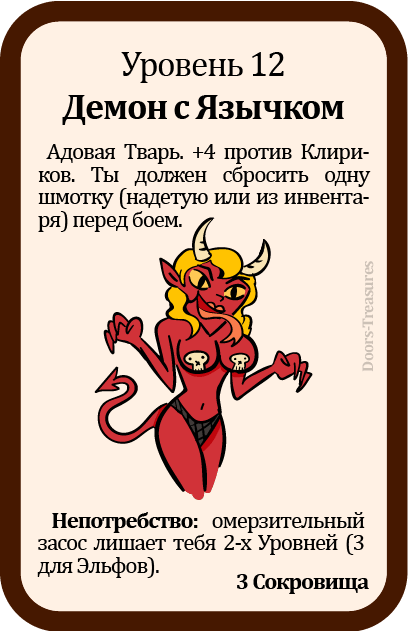 Уровень 12
Демон с Язычком
Адовая Тварь. +4 против Клири-
ков. Ты должен сбросить одну
шмотку (надетую или из инвента-
ря) перед боем.
Doors-Treasures
Непотребство: омерзительный
засос лишает тебя 2-х Уровней (3
для Эльфов).
3 Сокровища